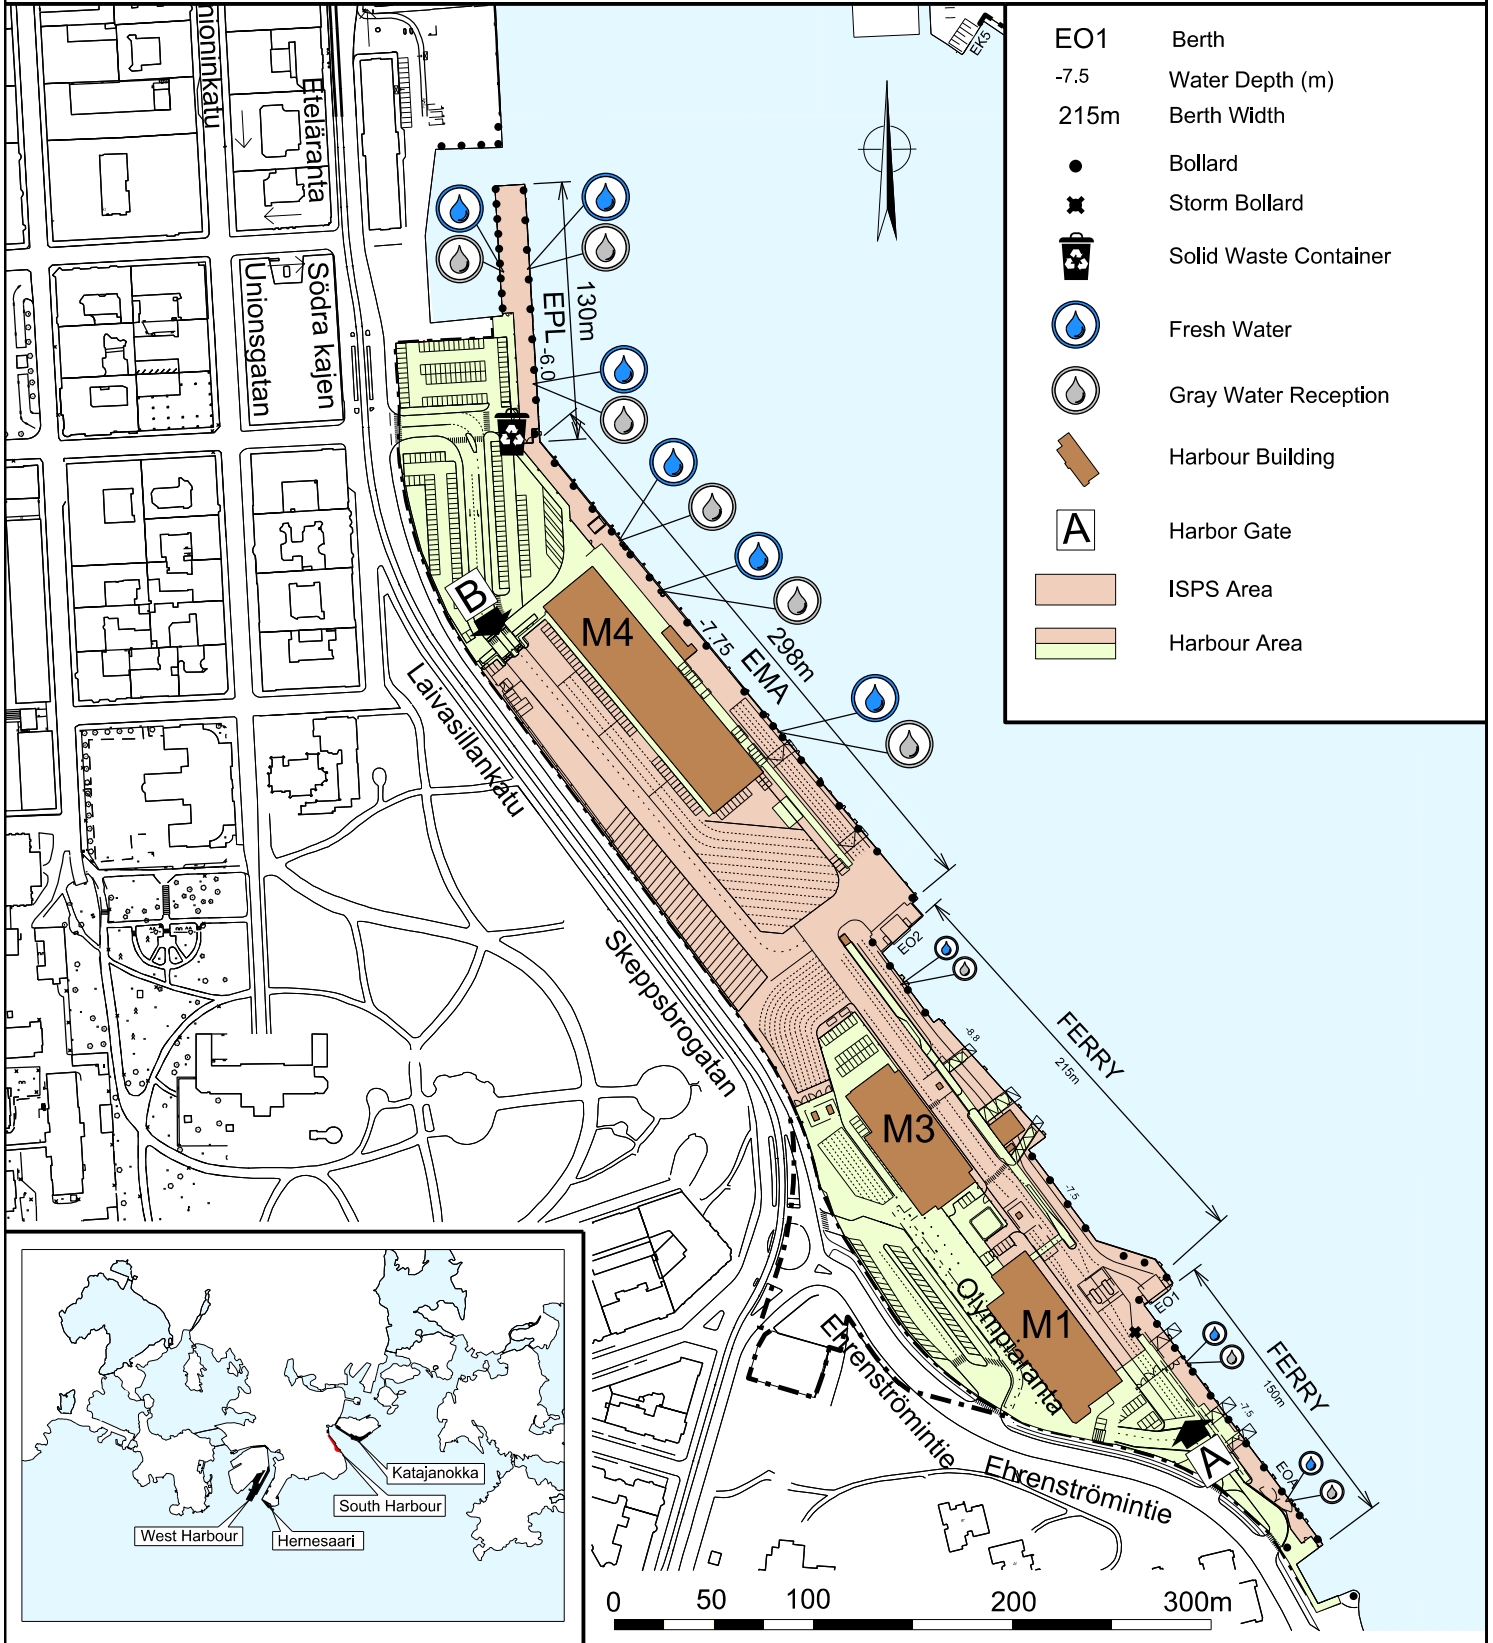 EO1 Berth
-7.5 Water Depth (m)
215m Berth Width
Bollard
Storm Bollard
Solid Waste Container
Fresh Water
Gray Water Reception
Harbour Building
A Harbor Gate
ISPS Area
Harbour Area
EK5
nioninkatu
Eteläranta
Unionsgatan
Södra kajen
130m
EPL
-6.0
B
M4
-7.75
298m
EMA
Laivasillankatu
Skeppsbrogatan
EO2
-8.8
FERRY
215m
M3
-7.5
Olympiaranta
M1
EO1
FERRY
150m
-7.5
A
EOA
Ehrenströmintie
Ehrenströmintie
Katajanokka
South Harbour
West Harbour
Hernesaari
0 50 100 200 300m